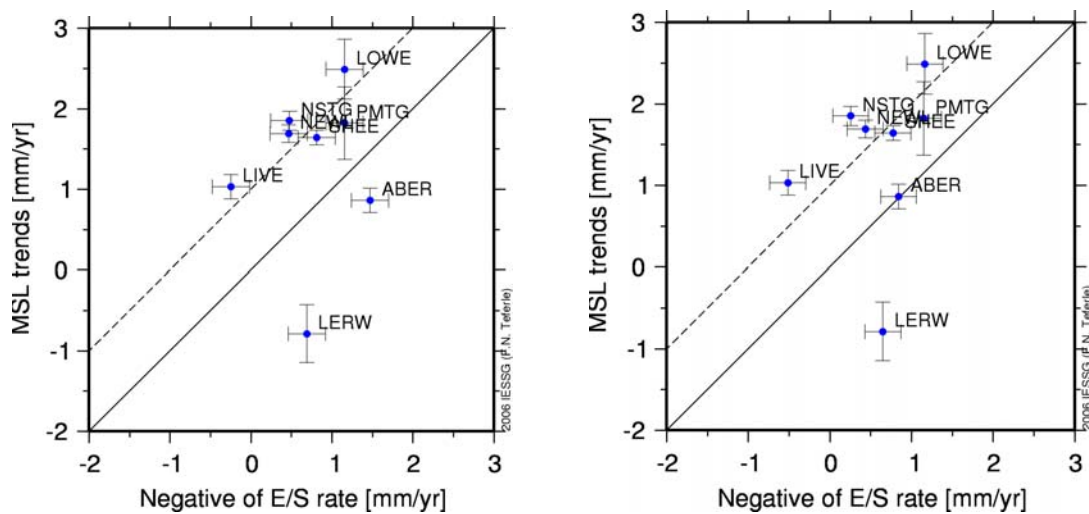 3
2
1
0
-1
-2
MSL trends [mm/yr]
LOWE
NSTG
PMTG
NEWL
SHEE
LIVE
ABER
LERW
2006 IESSG (F.N. Teferle)
-2 -1 0 1 2 3
Negative of E/S rate [mm/yr]
3
2
1
0
-1
-2
MSL trends [mm/yr]
LOWE
NSTG
PMTG
NEWL
SHEE
LIVE
ABER
LERW
2006 IESSG (F.N. Teferle)
-2 -1 0 1 2 3
Negative of E/S rate [mm/yr]